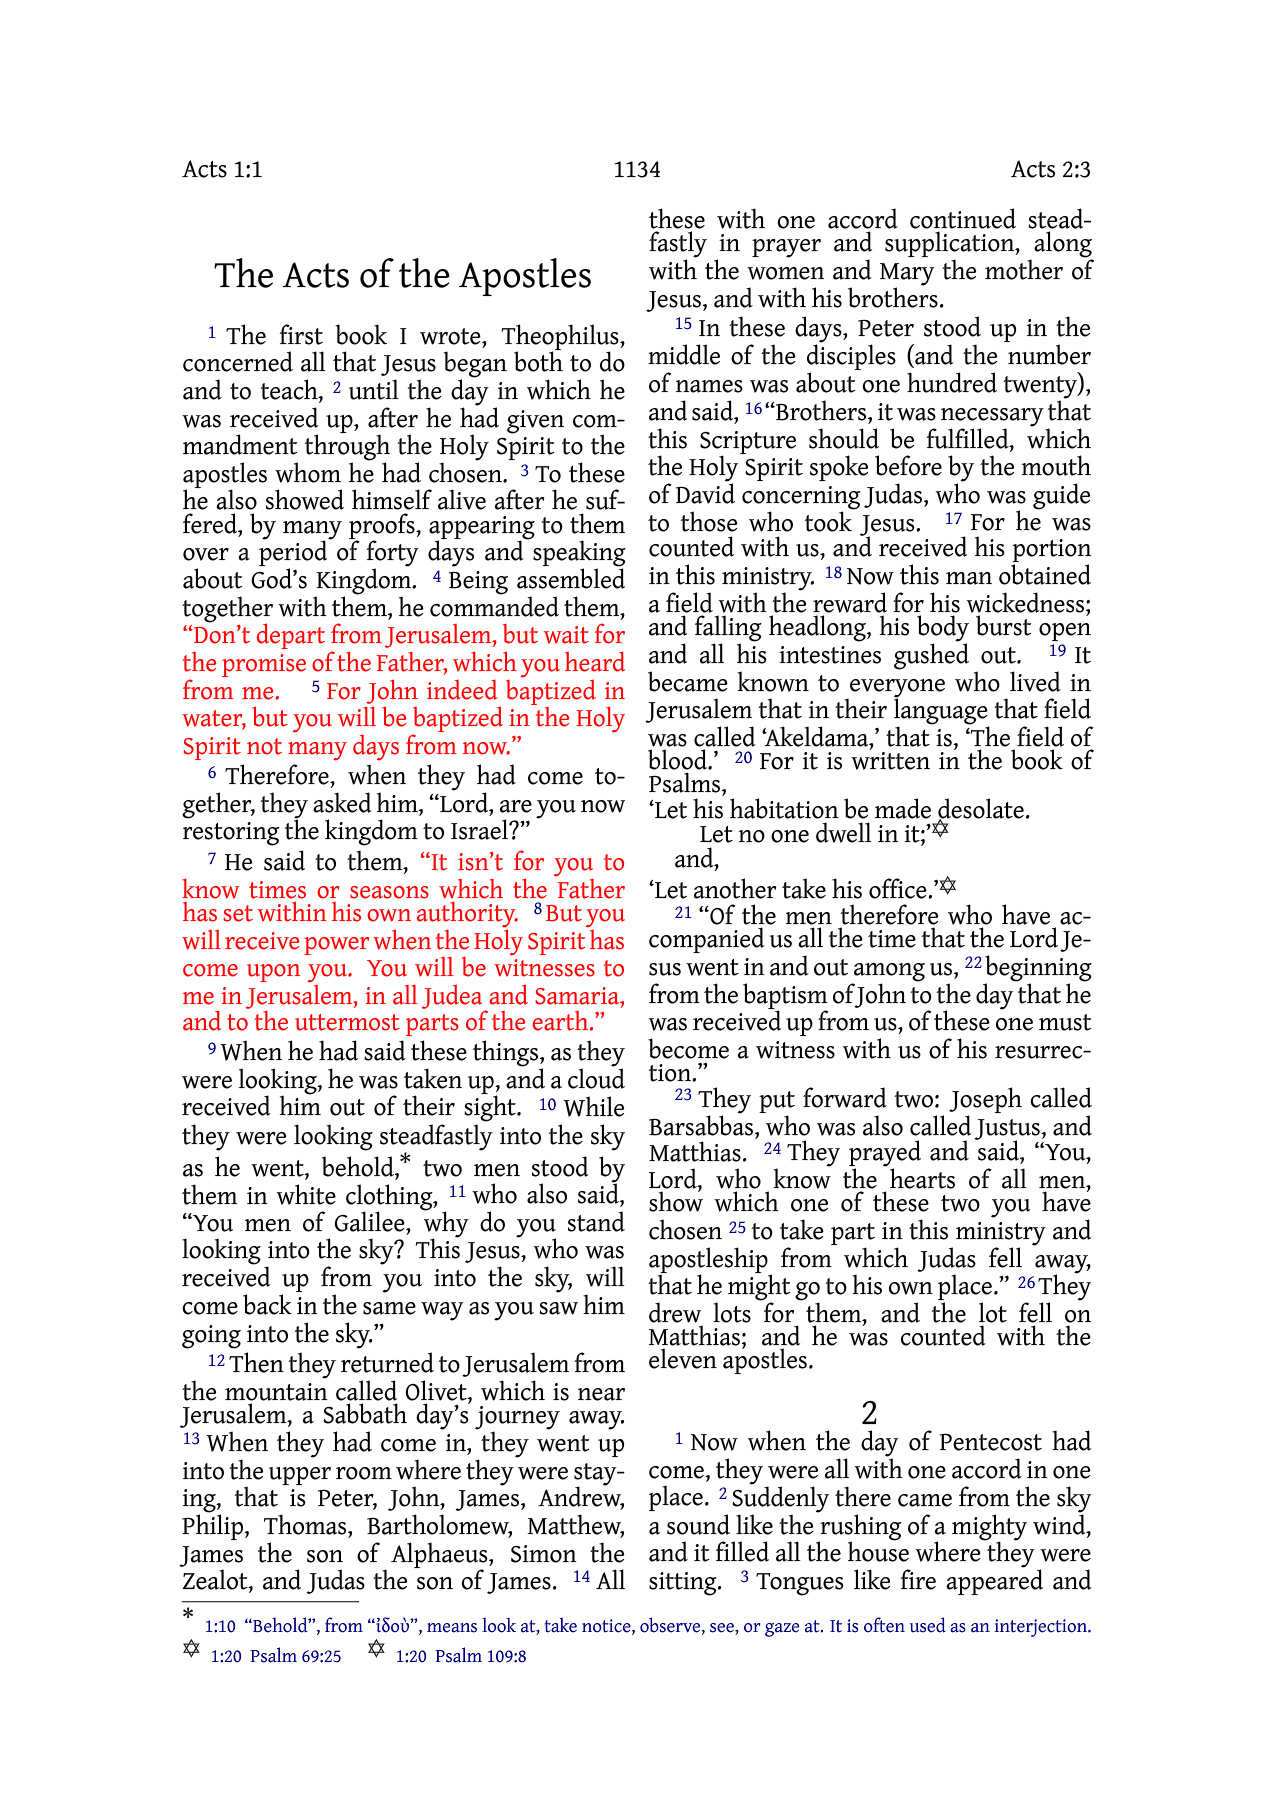 Acts 1:1
1134
Acts 2:3
The Acts of the Apostles
1 The first book I wrote, Theophilus,
concerned all that Jesus began both to do
and to teach, 2 until the day in which he
was received up, after he had given com-
mandment through the Holy Spirit to the
apostles whom he had chosen. 3 To these
he also showed himself alive after he suf-
fered, by many proofs, appearing to them
over a period of forty days and speaking
about God’s Kingdom. 4 Being assembled
together with them, he commanded them,
“Don’t depart from Jerusalem, but wait for
the promise of the Father, which you heard
from me. 5 For John indeed baptized in
water, but you will be baptized in the Holy
Spirit not many days from now.”
6 Therefore, when they had come to-
gether, they asked him, “Lord, are you now
restoring the kingdom to Israel?”
7 He said to them, “It isn’t for you to
know times or seasons which the Father
has set within his own authority. 8 But you
will receive power when the Holy Spirit has
come upon you. You will be witnesses to
me in Jerusalem, in all Judea and Samaria,
and to the uttermost parts of the earth.”
9 When he had said these things, as they
were looking, he was taken up, and a cloud
received him out of their sight. 10 While
they were looking steadfastly into the sky
as he went, behold,* two men stood by
them in white clothing, 11 who also said,
“You men of Galilee, why do you stand
looking into the sky? This Jesus, who was
received up from you into the sky, will
come back in the same way as you saw him
going into the sky.”
12 Then they returned to Jerusalem from
the mountain called Olivet, which is near
Jerusalem, a Sabbath day’s journey away.
13 When they had come in, they went up
into the upper room where they were stay-
ing, that is Peter, John, James, Andrew,
Philip, Thomas, Bartholomew, Matthew,
James the son of Alphaeus, Simon the
Zealot, and Judas the son of James. 14 All
these with one accord continued stead-
fastly in prayer and supplication, along
with the women and Mary the mother of
Jesus, and with his brothers.
15 In these days, Peter stood up in the
middle of the disciples (and the number
of names was about one hundred twenty),
and said, 16 “Brothers, it was necessary that
this Scripture should be fulfilled, which
the Holy Spirit spoke before by the mouth
of David concerning Judas, who was guide
to those who took Jesus. 17 For he was
counted with us, and received his portion
in this ministry. 18 Now this man obtained
a field with the reward for his wickedness;
and falling headlong, his body burst open
and all his intestines gushed out. 19 It
became known to everyone who lived in
Jerusalem that in their language that field
was called ‘Akeldama,’ that is, ‘The field of
blood.’ 20 For it is written in the book of
Psalms,
‘Let his habitation be made desolate.
Let no one dwell in it;’✡
and,
‘Let another take his office.’✡
21 “Of the men therefore who have ac-
companied us all the time that the Lord Je-
sus went in and out among us, 22 beginning
from the baptism of John to the day that he
was received up from us, of these one must
become a witness with us of his resurrec-
tion.”
23 They put forward two: Joseph called
Barsabbas, who was also called Justus, and
Matthias. 24 They prayed and said, “You,
Lord, who know the hearts of all men,
show which one of these two you have
chosen 25 to take part in this ministry and
apostleship from which Judas fell away,
that he might go to his own place.” 26 They
drew lots for them, and the lot fell on
Matthias; and he was counted with the
eleven apostles.
2
1 Now when the day of Pentecost had
come, they were all with one accord in one
place. 2 Suddenly there came from the sky
a sound like the rushing of a mighty wind,
and it filled all the house where they were
sitting. 3 Tongues like fire appeared and
* 1:10 “Behold”, from “ἰδοὺ”, means look at, take notice, observe, see, or gaze at. It is often used as an interjection.
✡ 1:20 Psalm 69:25 ✡ 1:20 Psalm 109:8